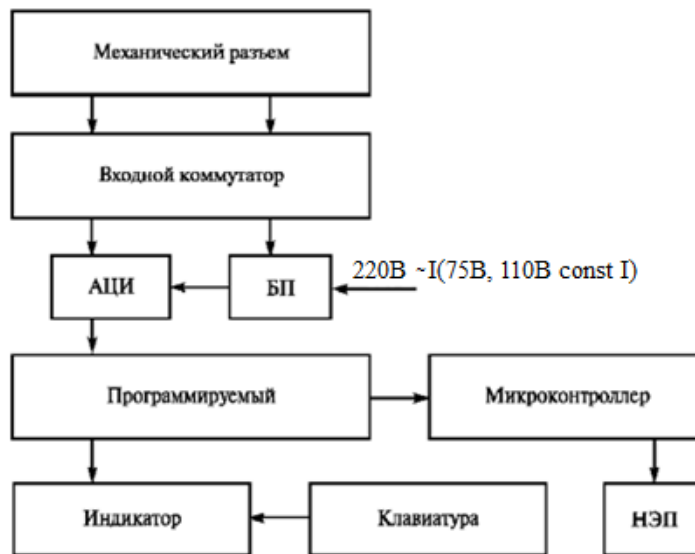 Механический разъем
Входной коммутатор
АЦИ
БП
220В ~I(75В, 110В const I)
Программируемый
Микроконтроллер
Индикатор
Клавиатура
НЭП